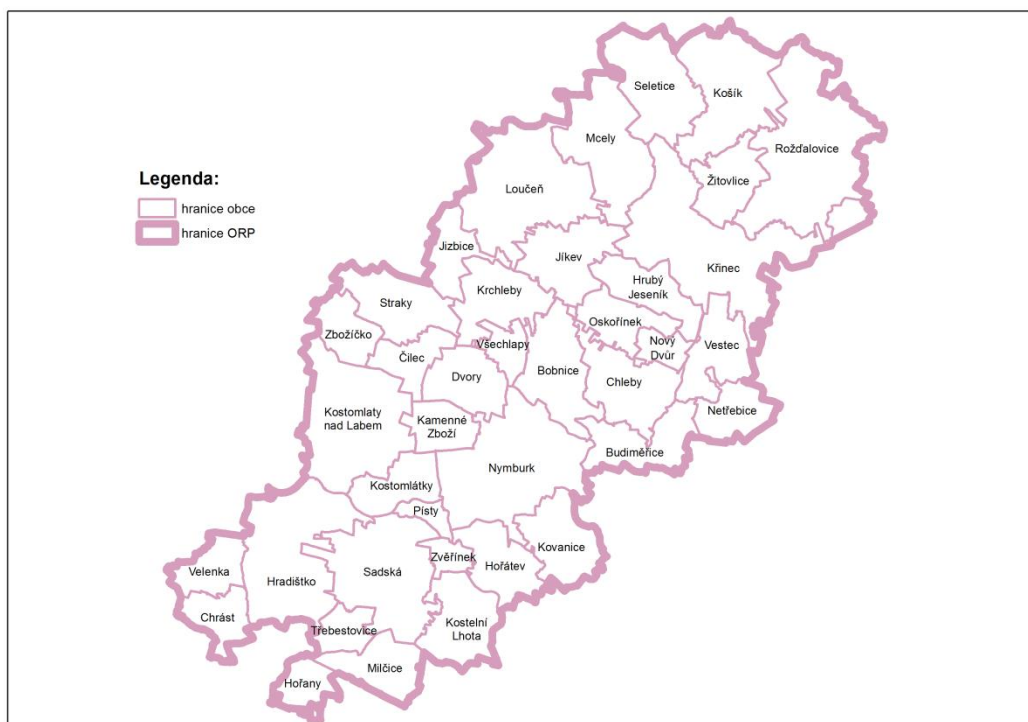 Seletice
Košík
Mcely
Rožďalovice
Žitovlice
Legenda:
hranice obce
hranice ORP
Loučeň
Jizbice
Jíkev
Křinec
Hrubý
Jeseník
Krchleby
Straky
Oskořínek
Zbožíčko
Všechlapy
Nový
Dvůr
Vestec
Čilec
Dvory
Bobnice
Chleby
Kostomlaty
nad Labem
Kamenné
Zboží
Netřebice
Budiměřice
Nymburk
Kostomlátky
Písty
Kovanice
Zvěřínek
Hořátev
Velenka
Hradištko
Sadská
Chrást
Třebestovice
Kostelní
Lhota
Milčice
Hořany